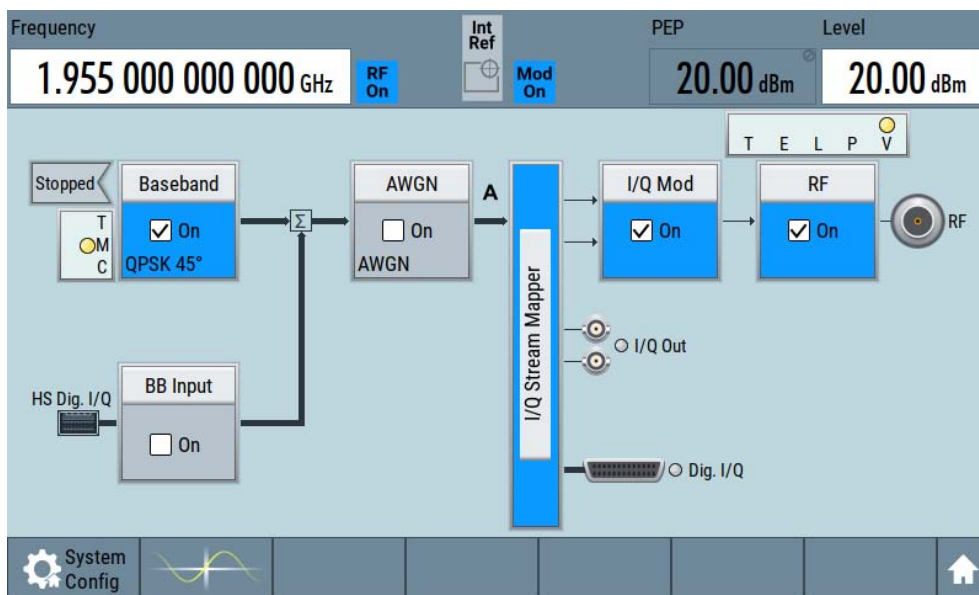 Frequency
Int
Ref
PEP
Level
1.955 000 000 000 GHz
RF
On
Mod
On
20.00 dBm
20.00 dBm
T E L P V
Stopped
Baseband
AWGN
A
I/Q Mod
RF
T
M
C
On
QPSK 45°
Σ
On
AWGN
On
On
RF
I/Q Stream Mapper
I/Q Out
HS Dig. I/Q
BB Input
On
Dig. I/Q
System
Config